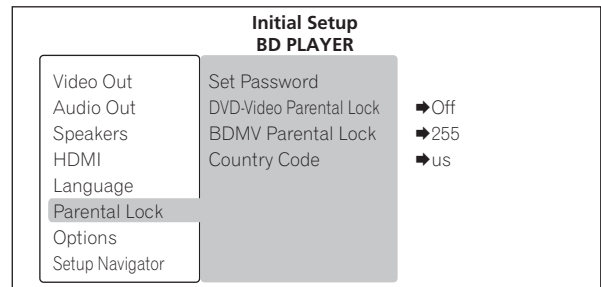 Initial Setup
BD PLAYER
Video Out
Audio Out
Speakers
HDMI
Language
Parental Lock
Options
Setup Navigator
Set Password
DVD-Video Parental Lock ➡Off
BDMV Parental Lock ➡255
Country Code ➡us